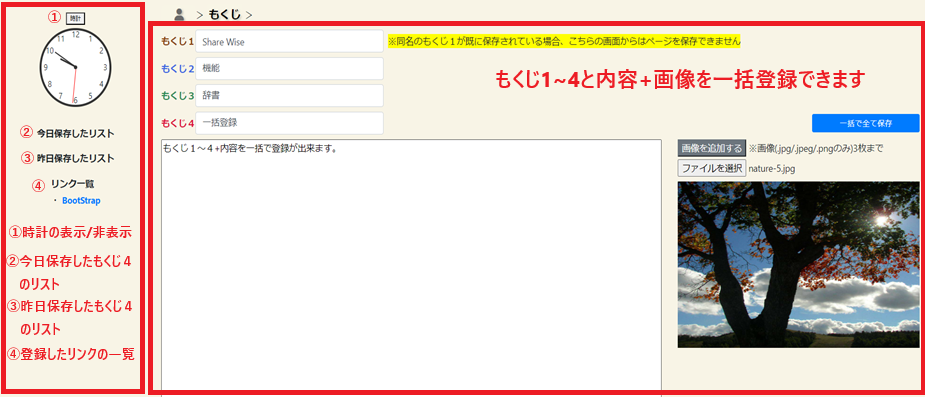 ①時計
12
1
2
3
4
5
6
7
8
9
10
11
②今日保存したリスト
③昨日保存したリスト
④リンク一覧
・BootStrap
①時計の表示/非表示
②今日保存したもくじ4
のリスト
③昨日保存したもくじ4
のリスト
④登録したリンクの一覧
> もくじ >
もくじ1 Share Wise ※同名のもくじ1が既に保存されている場合、こちらの画面からはページを保存できません
もくじ2 機能
もくじ3 辞書
もくじ4 一括登録
もくじ1~4と内容+画像を一括登録できます
一括で全て保存
もくじ1～4+内容を一括で登録が出来ます。
画像を追加する ※画像(.jpg/.jpeg/.pngのみ)3枚まで
ファイルを選択 nature-5.jpg